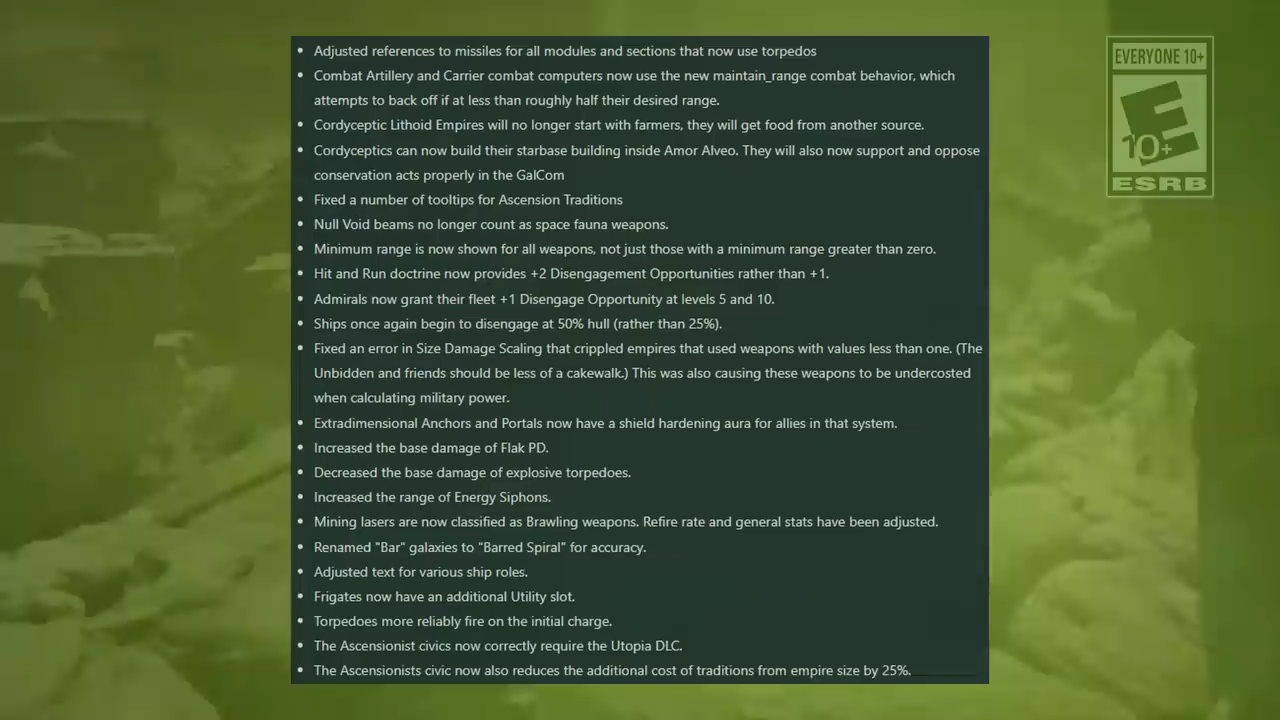 Adjusted references to missiles for all modules and sections that now use torpedos
Combat Artillery and Carrier combat computers now use the new maintain_range combat behavior, which
attempts to back off if at less than roughly half their desired range.
Cordyceptic Lithoid Empires will no longer start with farmers, they will get food from another source.
Cordyceptics can now build their starbase building inside Amor Alveo. They will also now support and oppose
conservation acts properly in the GalCom
Fixed a number of tooltips for Ascension Traditions
Null Void beams no longer count as space fauna weapons.
Minimum range is now shown for all weapons, not just those with a minimum range greater than zero.
Hit and Run doctrine now provides +2 Disengagement Opportunities rather than +1.
Admirals now grant their fleet +1 Disengage Opportunity at levels 5 and 10.
Ships once again begin to disengage at 50% hull (rather than 25%).
Fixed an error in Size Damage Scaling that crippled empires that used weapons with values less than one. (The
Unbidden and friends should be less of a cakewalk.) This was also causing these weapons to be undercosted
when calculating military power.
Extradimensional Anchors and Portals now have a shield hardening aura for allies in that system.
Increased the base damage of Flak PD.
Decreased the base damage of explosive torpedoes.
Increased the range of Energy Siphons.
Mining lasers are now classified as Brawling weapons. Refire rate and general stats have been adjusted.
Renamed "Bar" galaxies to "Barred Spiral" for accuracy.
Adjusted text for various ship roles.
Frigates now have an additional Utility slot.
Torpedoes more reliably fire on the initial charge.
The Ascensionist civics now correctly require the Utopia DLC.
The Ascensionists civic now also reduces the additional cost of traditions from empire size by 25%.
EVERYONE 10+
E
10+
ESRB